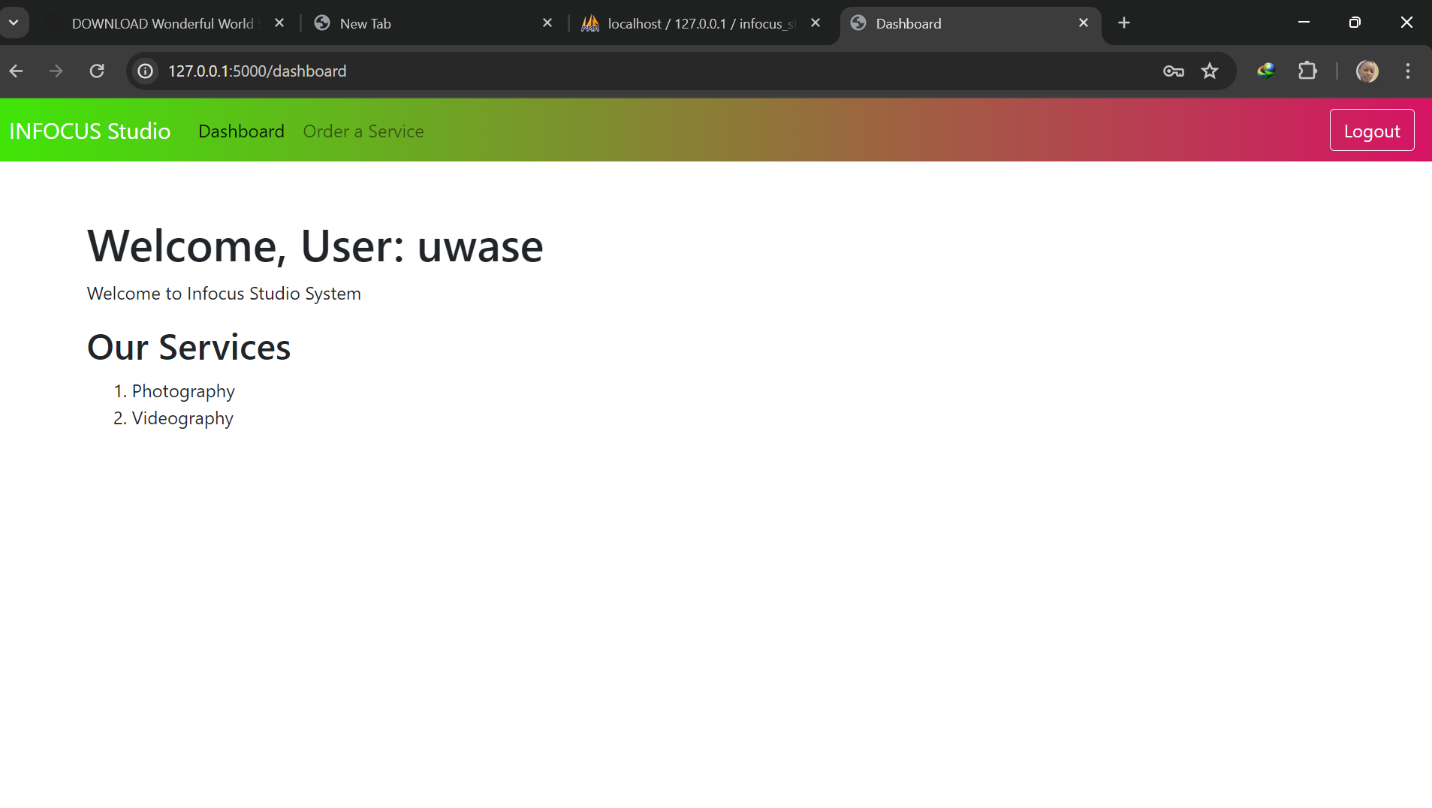 DOWNLOAD Wonderful World
New Tab
localhost / 127.0.0.1 / infocus_s
Dashboard
127.0.0.1:5000/dashboard
INFOCUS Studio Dashboard Order a Service Logout
Welcome, User: uwase
Welcome to Infocus Studio System
Our Services
1. Photography
2. Videography